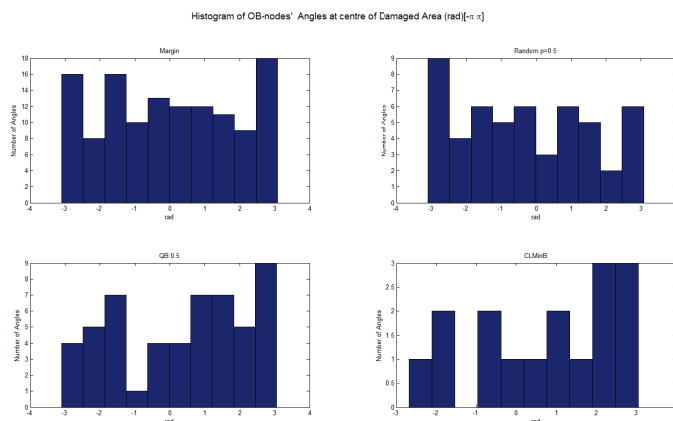 Histogram of OB-nodes' Angles at centre of Damaged Area (rad)[-π π]
Margin
Number of Angles
18
16
14
12
10
8
6
4
2
0
-4 -3 -2 -1 0 1 2 3 4
rad
Random p=0.5
Number of Angles
9
8
7
6
5
4
3
2
1
0
-4 -3 -2 -1 0 1 2 3
rad
QB 0.5
Number of Angles
9
8
7
6
5
4
3
2
1
0
-4 -3 -2 -1 0 1 2 3 4
rad
CLMinB
Number of Angles
3
2.5
2
1.5
1
0.5
0
-3 -2 -1 0 1 2 3
rad